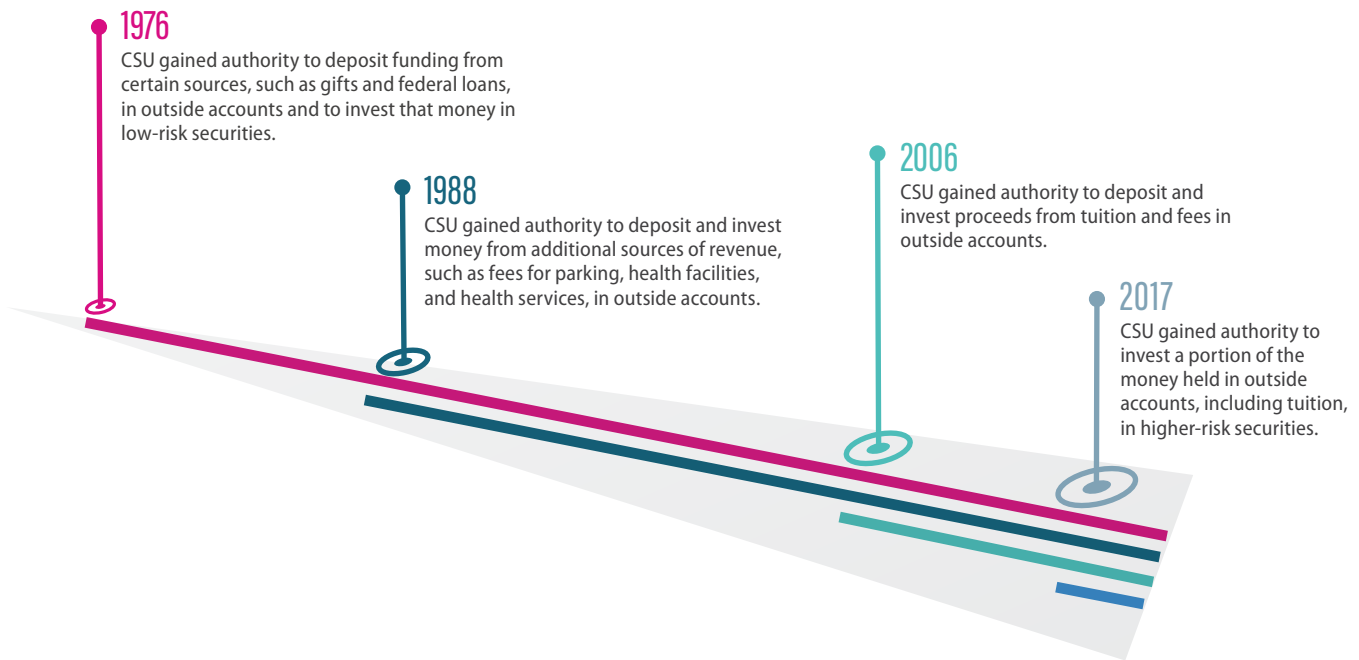 1976
CSU gained authority to deposit funding from
certain sources, such as gifts and federal loans,
in outside accounts and to invest that money in
low-risk securities.
1988
CSU gained authority to deposit and invest
money from additional sources of revenue,
such as fees for parking, health facilities,
and health services, in outside accounts.
2006
CSU gained authority to deposit and
invest proceeds from tuition and fees in
outside accounts.
2017
CSU gained authority to
invest a portion of the
money held in outside
accounts, including tuition,
in higher-risk securities.